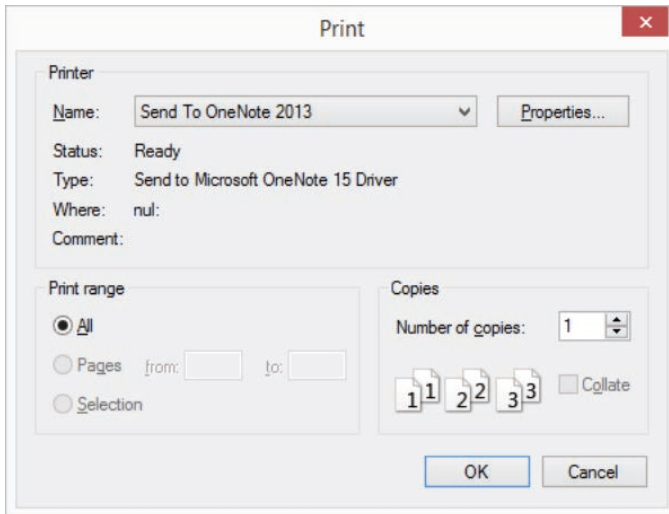 Print
Printer
Name: Send To OneNote 2013 Properties...
Status: Ready
Type: Send to Microsoft OneNote 15 Driver
Where: nul:
Comment:
Print range
All
Pages from: to:
Selection
Copies
Number of copies: 1
1 1 2 2 3 3 Collate
OK Cancel